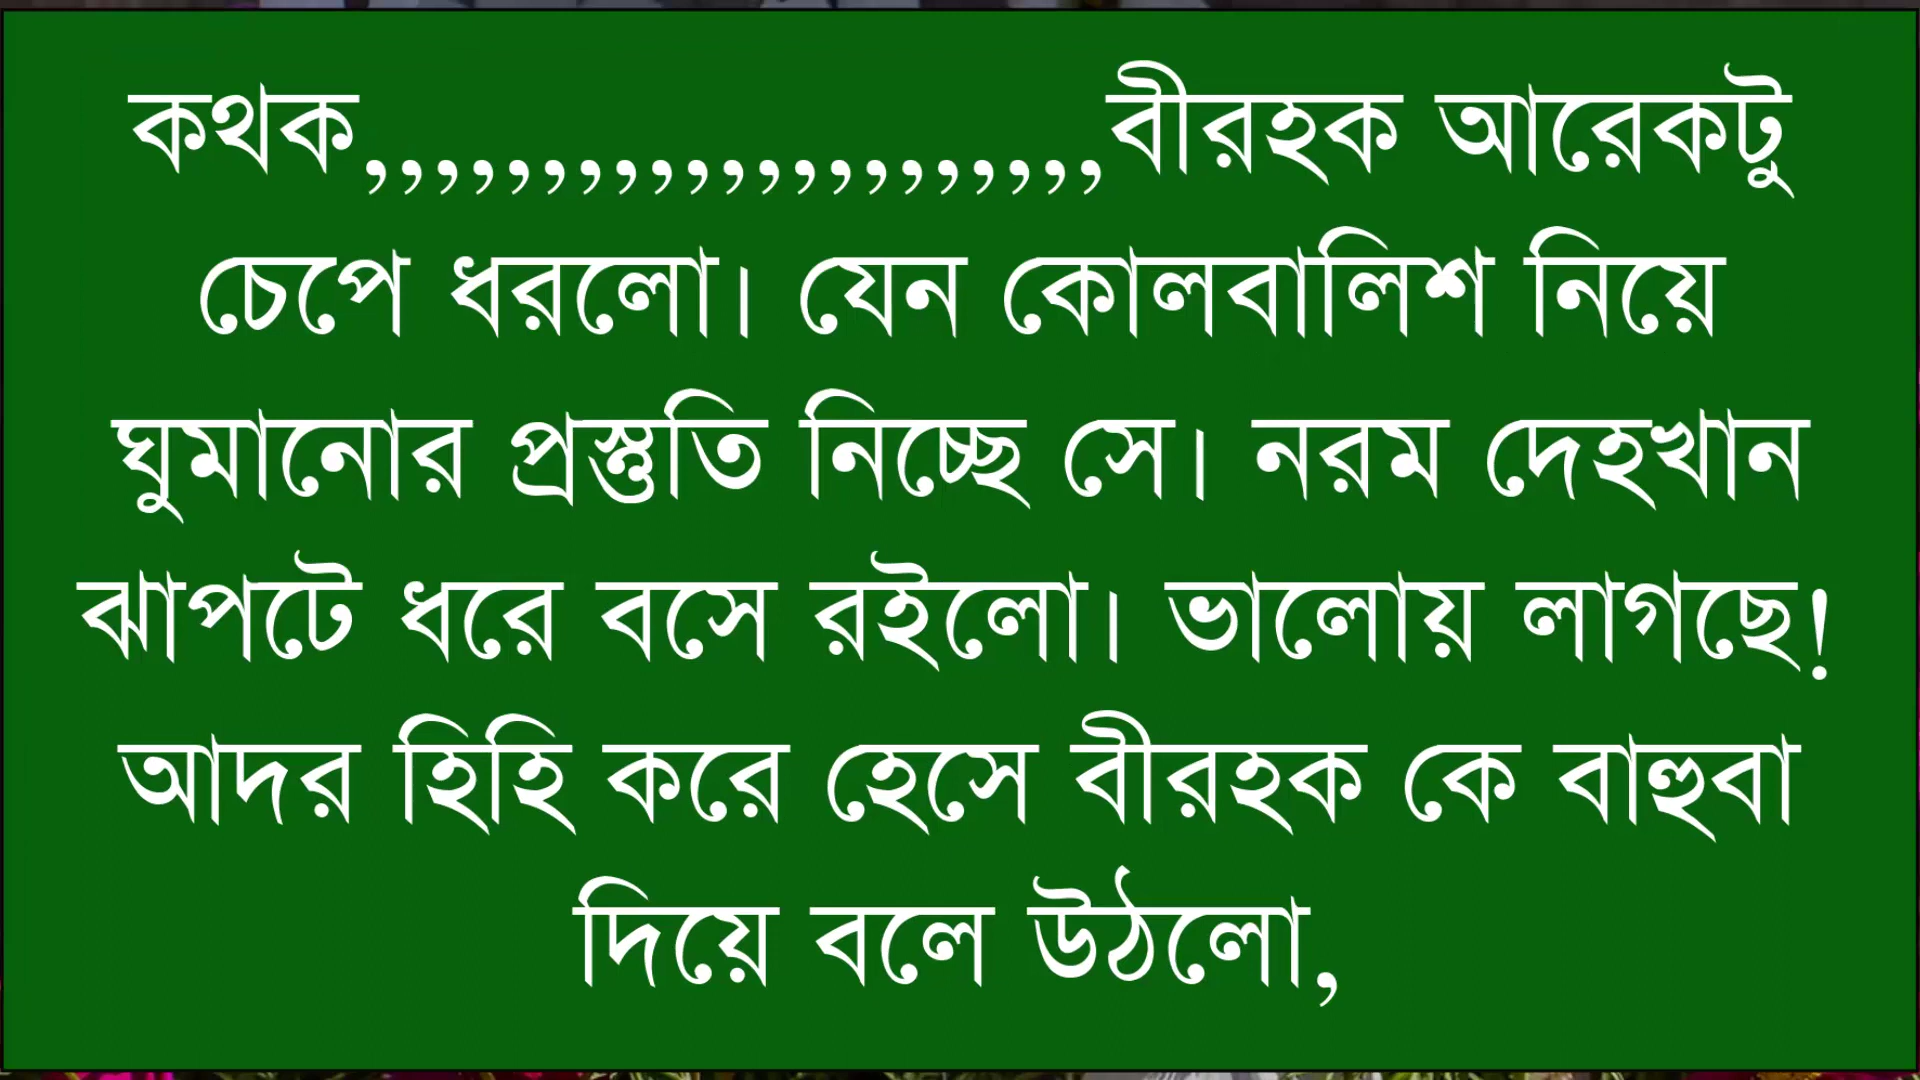 কথক,,,,,,,,,,,,,,,,,,,,,বীরহক আরেকটু
চেপে ধরলো। যেন কোলবালিশ নিয়ে
ঘুমানোর প্রস্তুতি নিচ্ছে সে। নরম দেহখান
ঝাপটে ধরে বসে রইলো। ভালোয় লাগছে!
আদর হিহি করে হেসে বীরহক কে বাহুবা
দিয়ে বলে উঠলো,